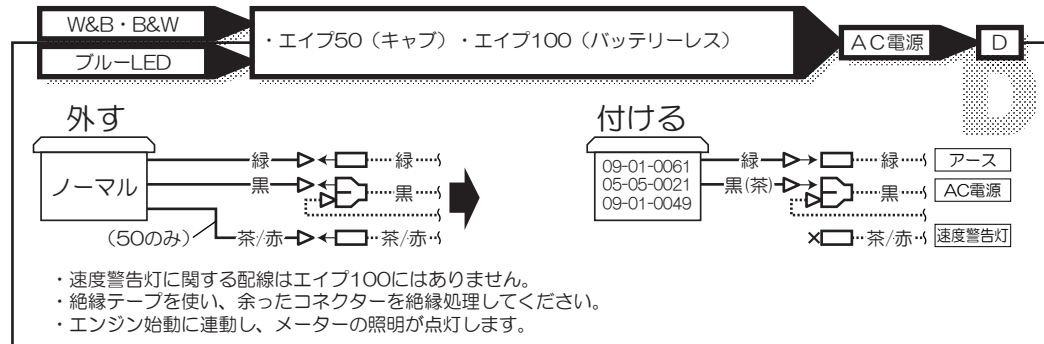 W&B・B&W
ブルーLED
・エイプ50（キャブ）・エイプ100（バッテリーレス）
AC電源
D
D
外す
ノーマル
緑
緑
黒
黒
(50のみ)
茶/赤
茶/赤
付ける
09-01-0061
05-05-0021
09-01-0049
緑
緑
アース
黒(茶)
黒
AC電源
×
茶/赤
速度警告灯
・速度警告灯に関する配線はエイプ100にはありません。
・絶縁テープを使い、余ったコネクターを絶縁処理してください。
・エンジン始動に連動し、メーターの照明が点灯します。